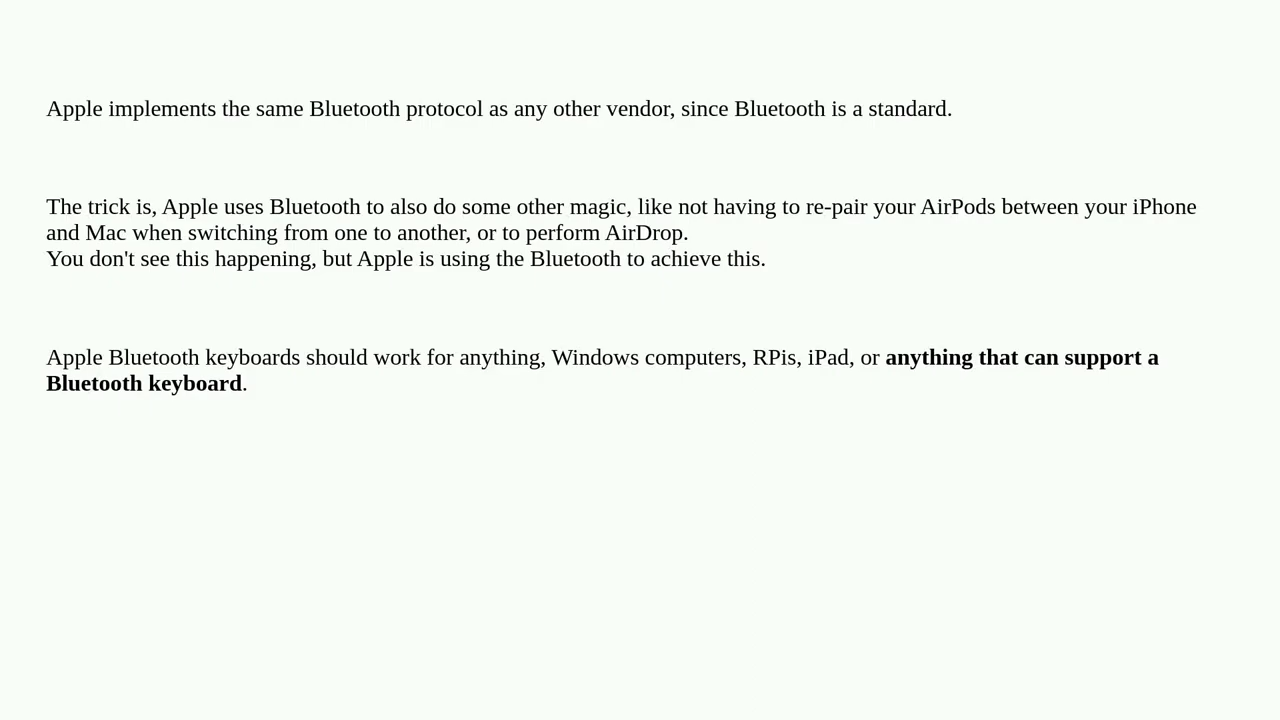 Apple implements the same Bluetooth protocol as any other vendor, since Bluetooth is a standard.
The trick is, Apple uses Bluetooth to also do some other magic, like not having to re-pair your AirPods between your iPhone
and Mac when switching from one to another, or to perform AirDrop.
You don't see this happening, but Apple is using the Bluetooth to achieve this.
Apple Bluetooth keyboards should work for anything, Windows computers, RPis, iPad, or anything that can support a
Bluetooth keyboard.